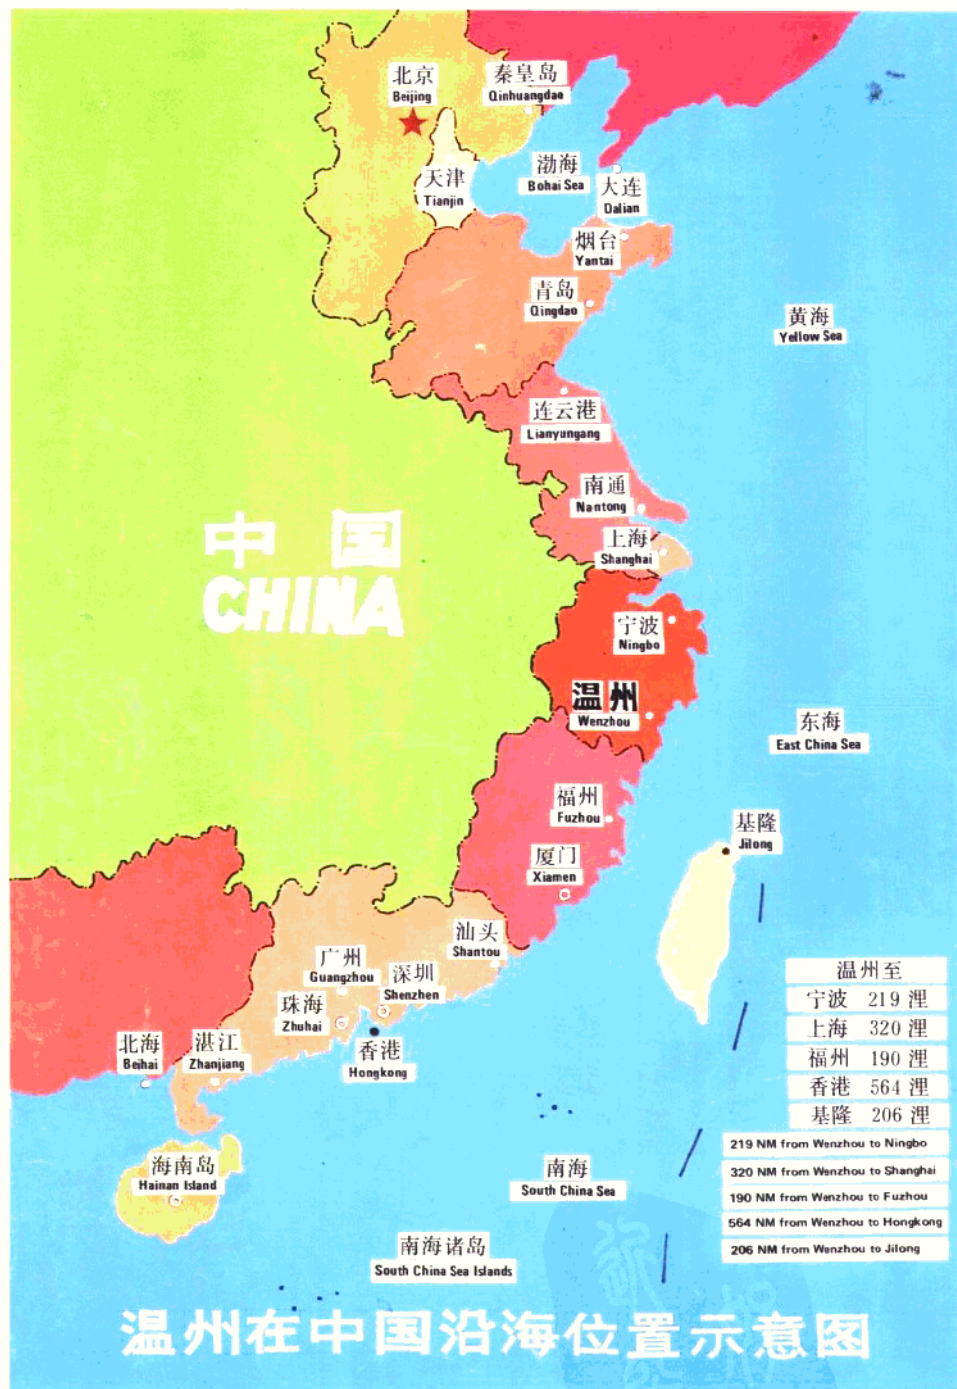 北京
Beijing
秦皇岛
Qinhuangdao
天津
Tianjin
渤海
Bohai Sea
大连
Dalian
烟台
Yantai
青岛
Qingdao
黄海
Yellow Sea
连云港
Lianyungang
南通
Nantong
上海
Shanghai
中国
CHINA
宁波
Ningbo
温州
Wenzhou
东海
East China Sea
福州
Fuzhou
基隆
Jilong
厦门
Xiamen
汕头
Shantou
广州
Guangzhou
深圳
Shenzhen
珠海
Zhuhai
香港
Hongkong
北海
Beihai
湛江
Zhanjiang
海南岛
Hainan Island
南海
South China Sea
南海诸岛
South China Sea Islands
温州至
宁波 219 浬
上海 320 浬
福州 190 浬
香港 564 浬
基隆 206 浬
219 NM from Wenzhou to Ningbo
320 NM from Wenzhou to Shanghai
190 NM from Wenzhou to Fuzhou
564 NM from Wenzhou to Hongkong
206 NM from Wenzhou to Jilong
温州在中国沿海位置示意图